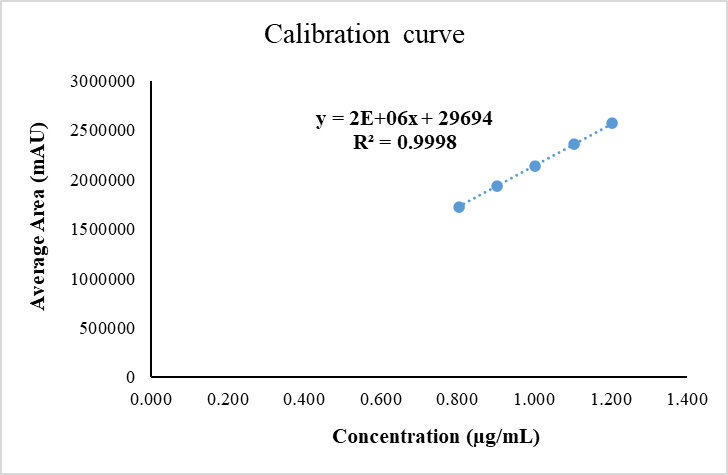 Calibration curve
3000000
2500000
2000000
1500000
1000000
500000
0
y = 2E+06x + 29694
R² = 0.9998
Average Area (mAU)
0.000 0.200 0.400 0.600 0.800 1.000 1.200 1.400
Concentration (µg/mL)